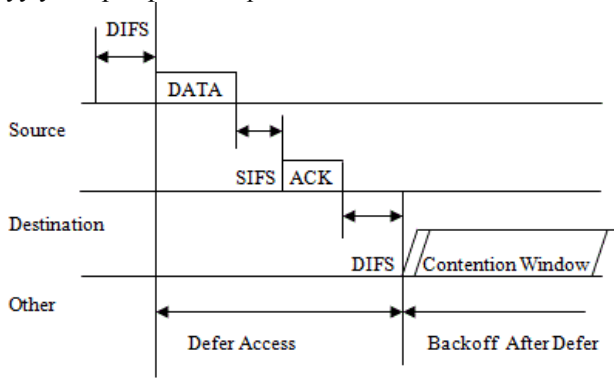 DIFS
DATA
Source
SIFS ACK
Destination
DIFS Contention Window
Other
Defer Access Backoff After Defer